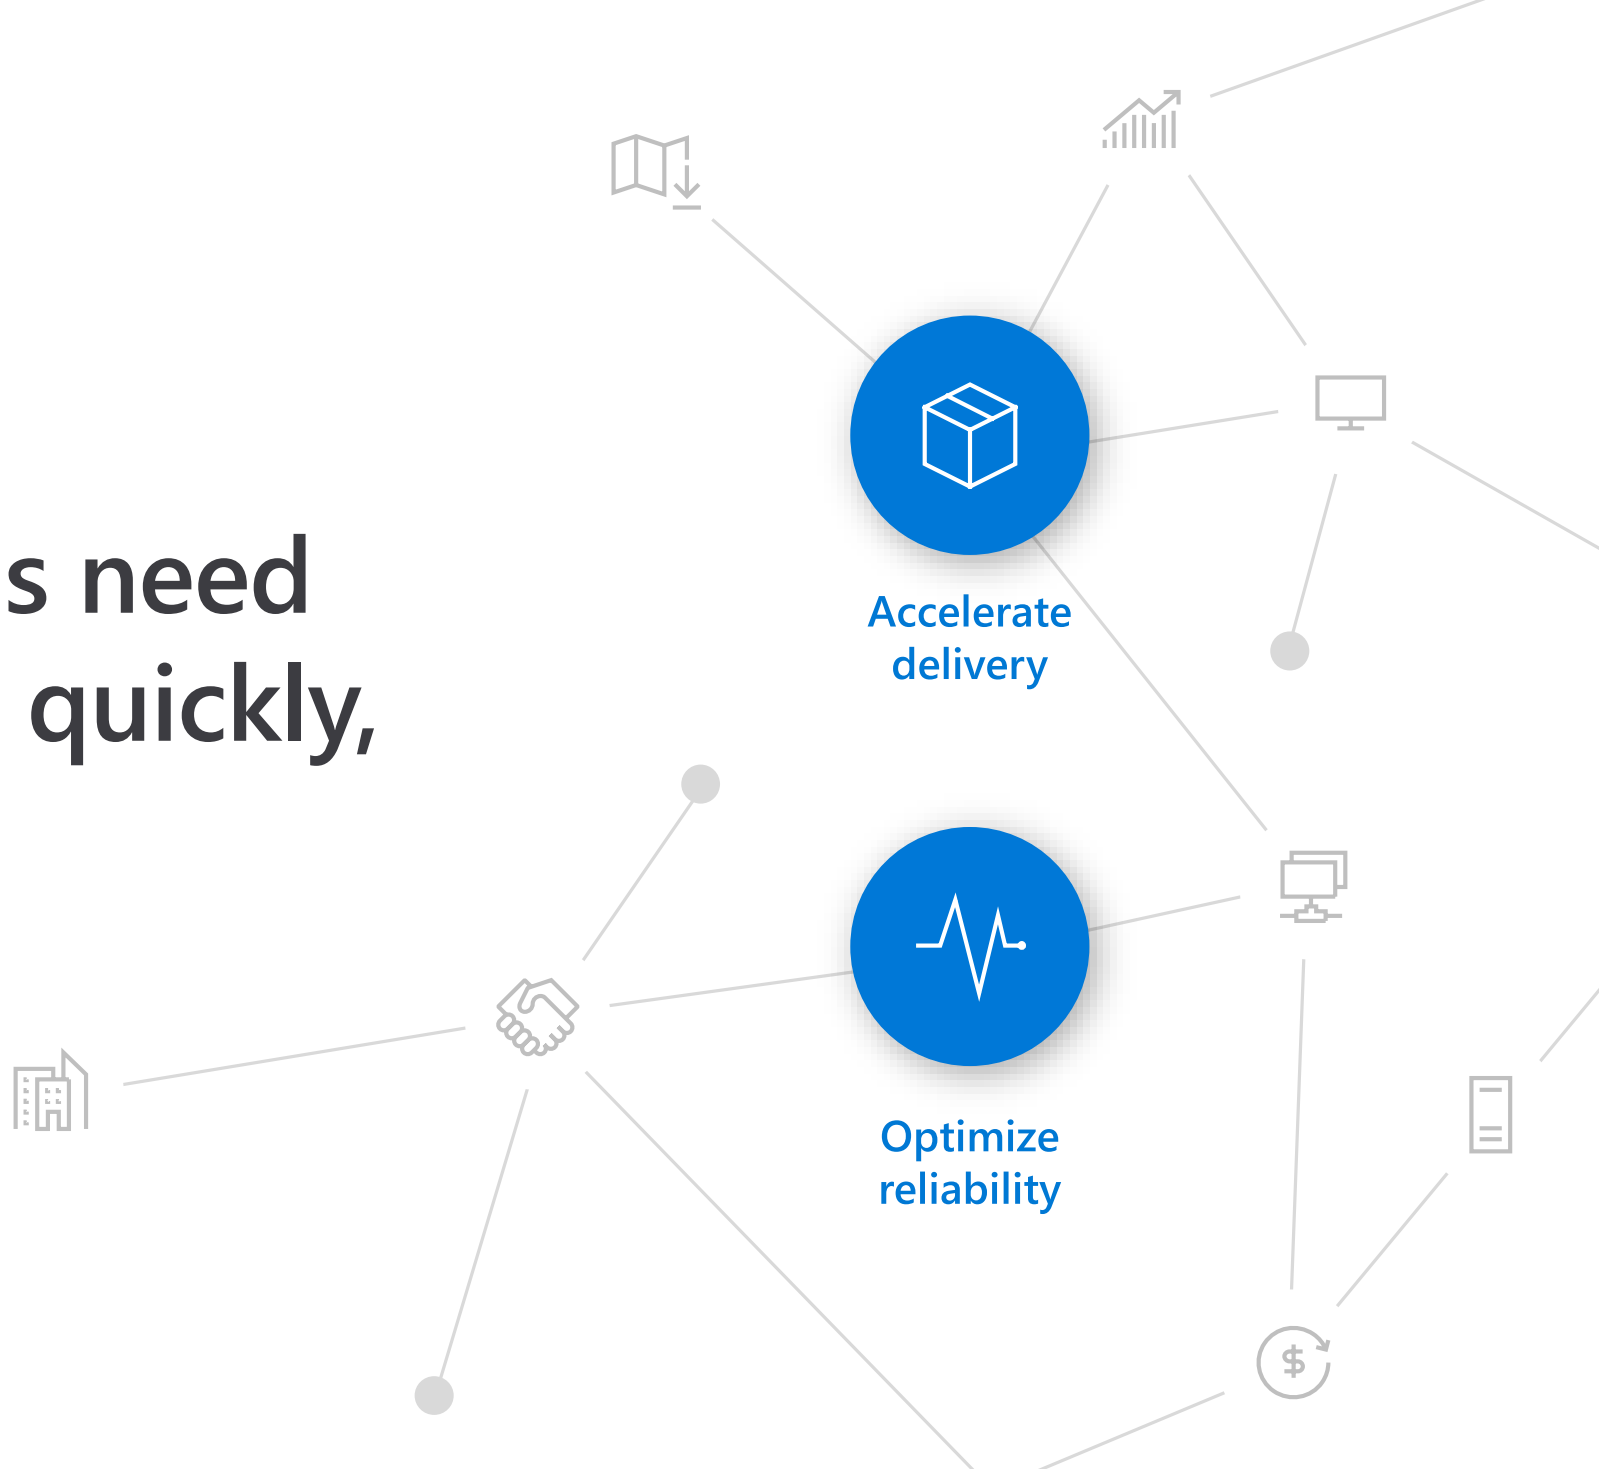 s need
quickly,
Accelerate
delivery
Optimize
reliability
$